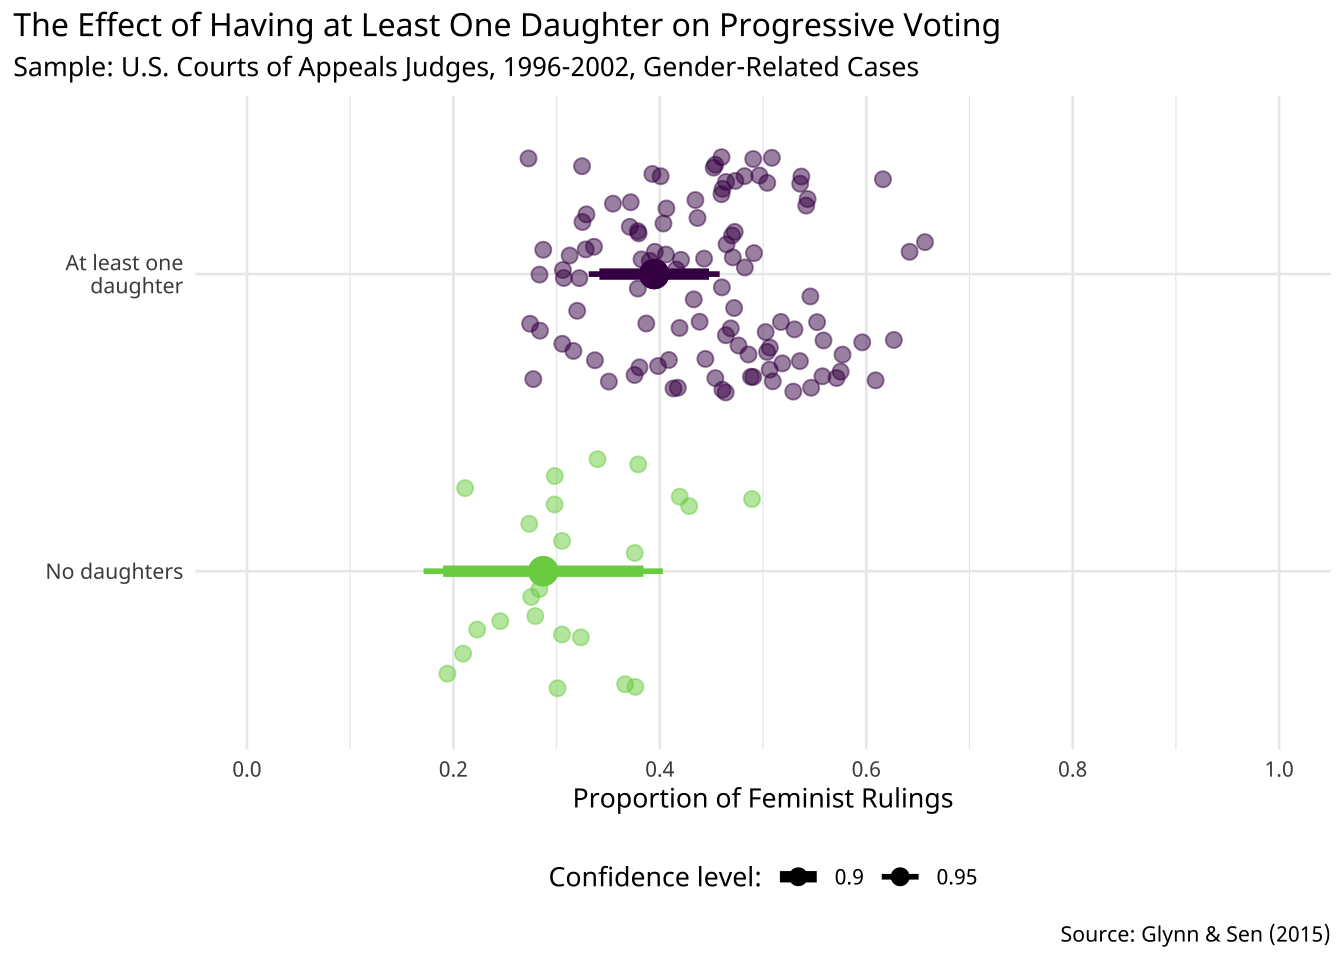 The Effect of Having at Least One Daughter on Progressive Voting
Sample: U.S. Courts of Appeals Judges, 1996-2002, Gender-Related Cases
At least one
daughter
No daughters
0.0 0.2 0.4 0.6 0.8 1.0
Proportion of Feminist Rulings
Confidence level: 0.9 0.95
Source: Glynn & Sen (2015)